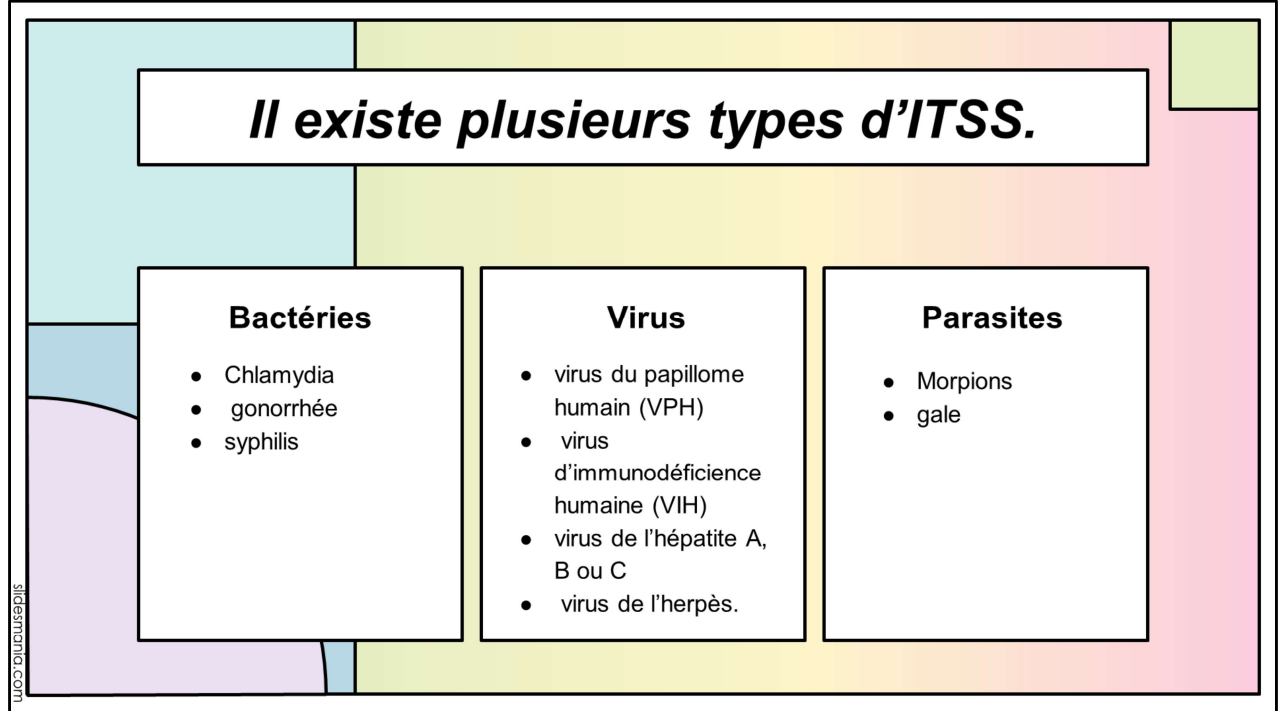 Il existe plusieurs types d’ITSS.
Bactéries
● Chlamydia
● gonorrhée
● syphilis
Virus
● virus du papillome
humain (VPH)
● virus
d’immunodéficience
humaine (VIH)
● virus de l’hépatite A,
B ou C
● virus de l’herpès.
Parasites
● Morpions
● gale
slidesmania.com